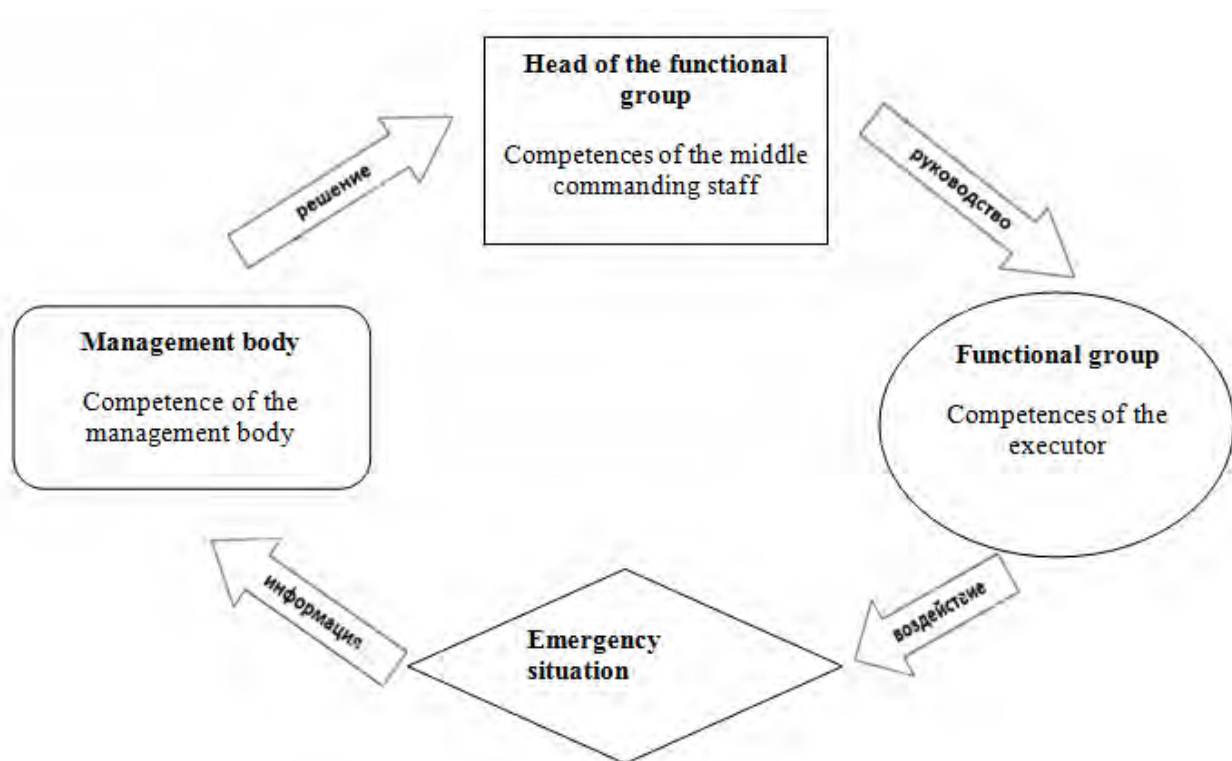 Head of the functional
group
Competences of the middle
commanding staff
решение
руководство
Management body
Competence of the
management body
Functional group
Competences of the
executor
информация
воздействие
Emergency
situation